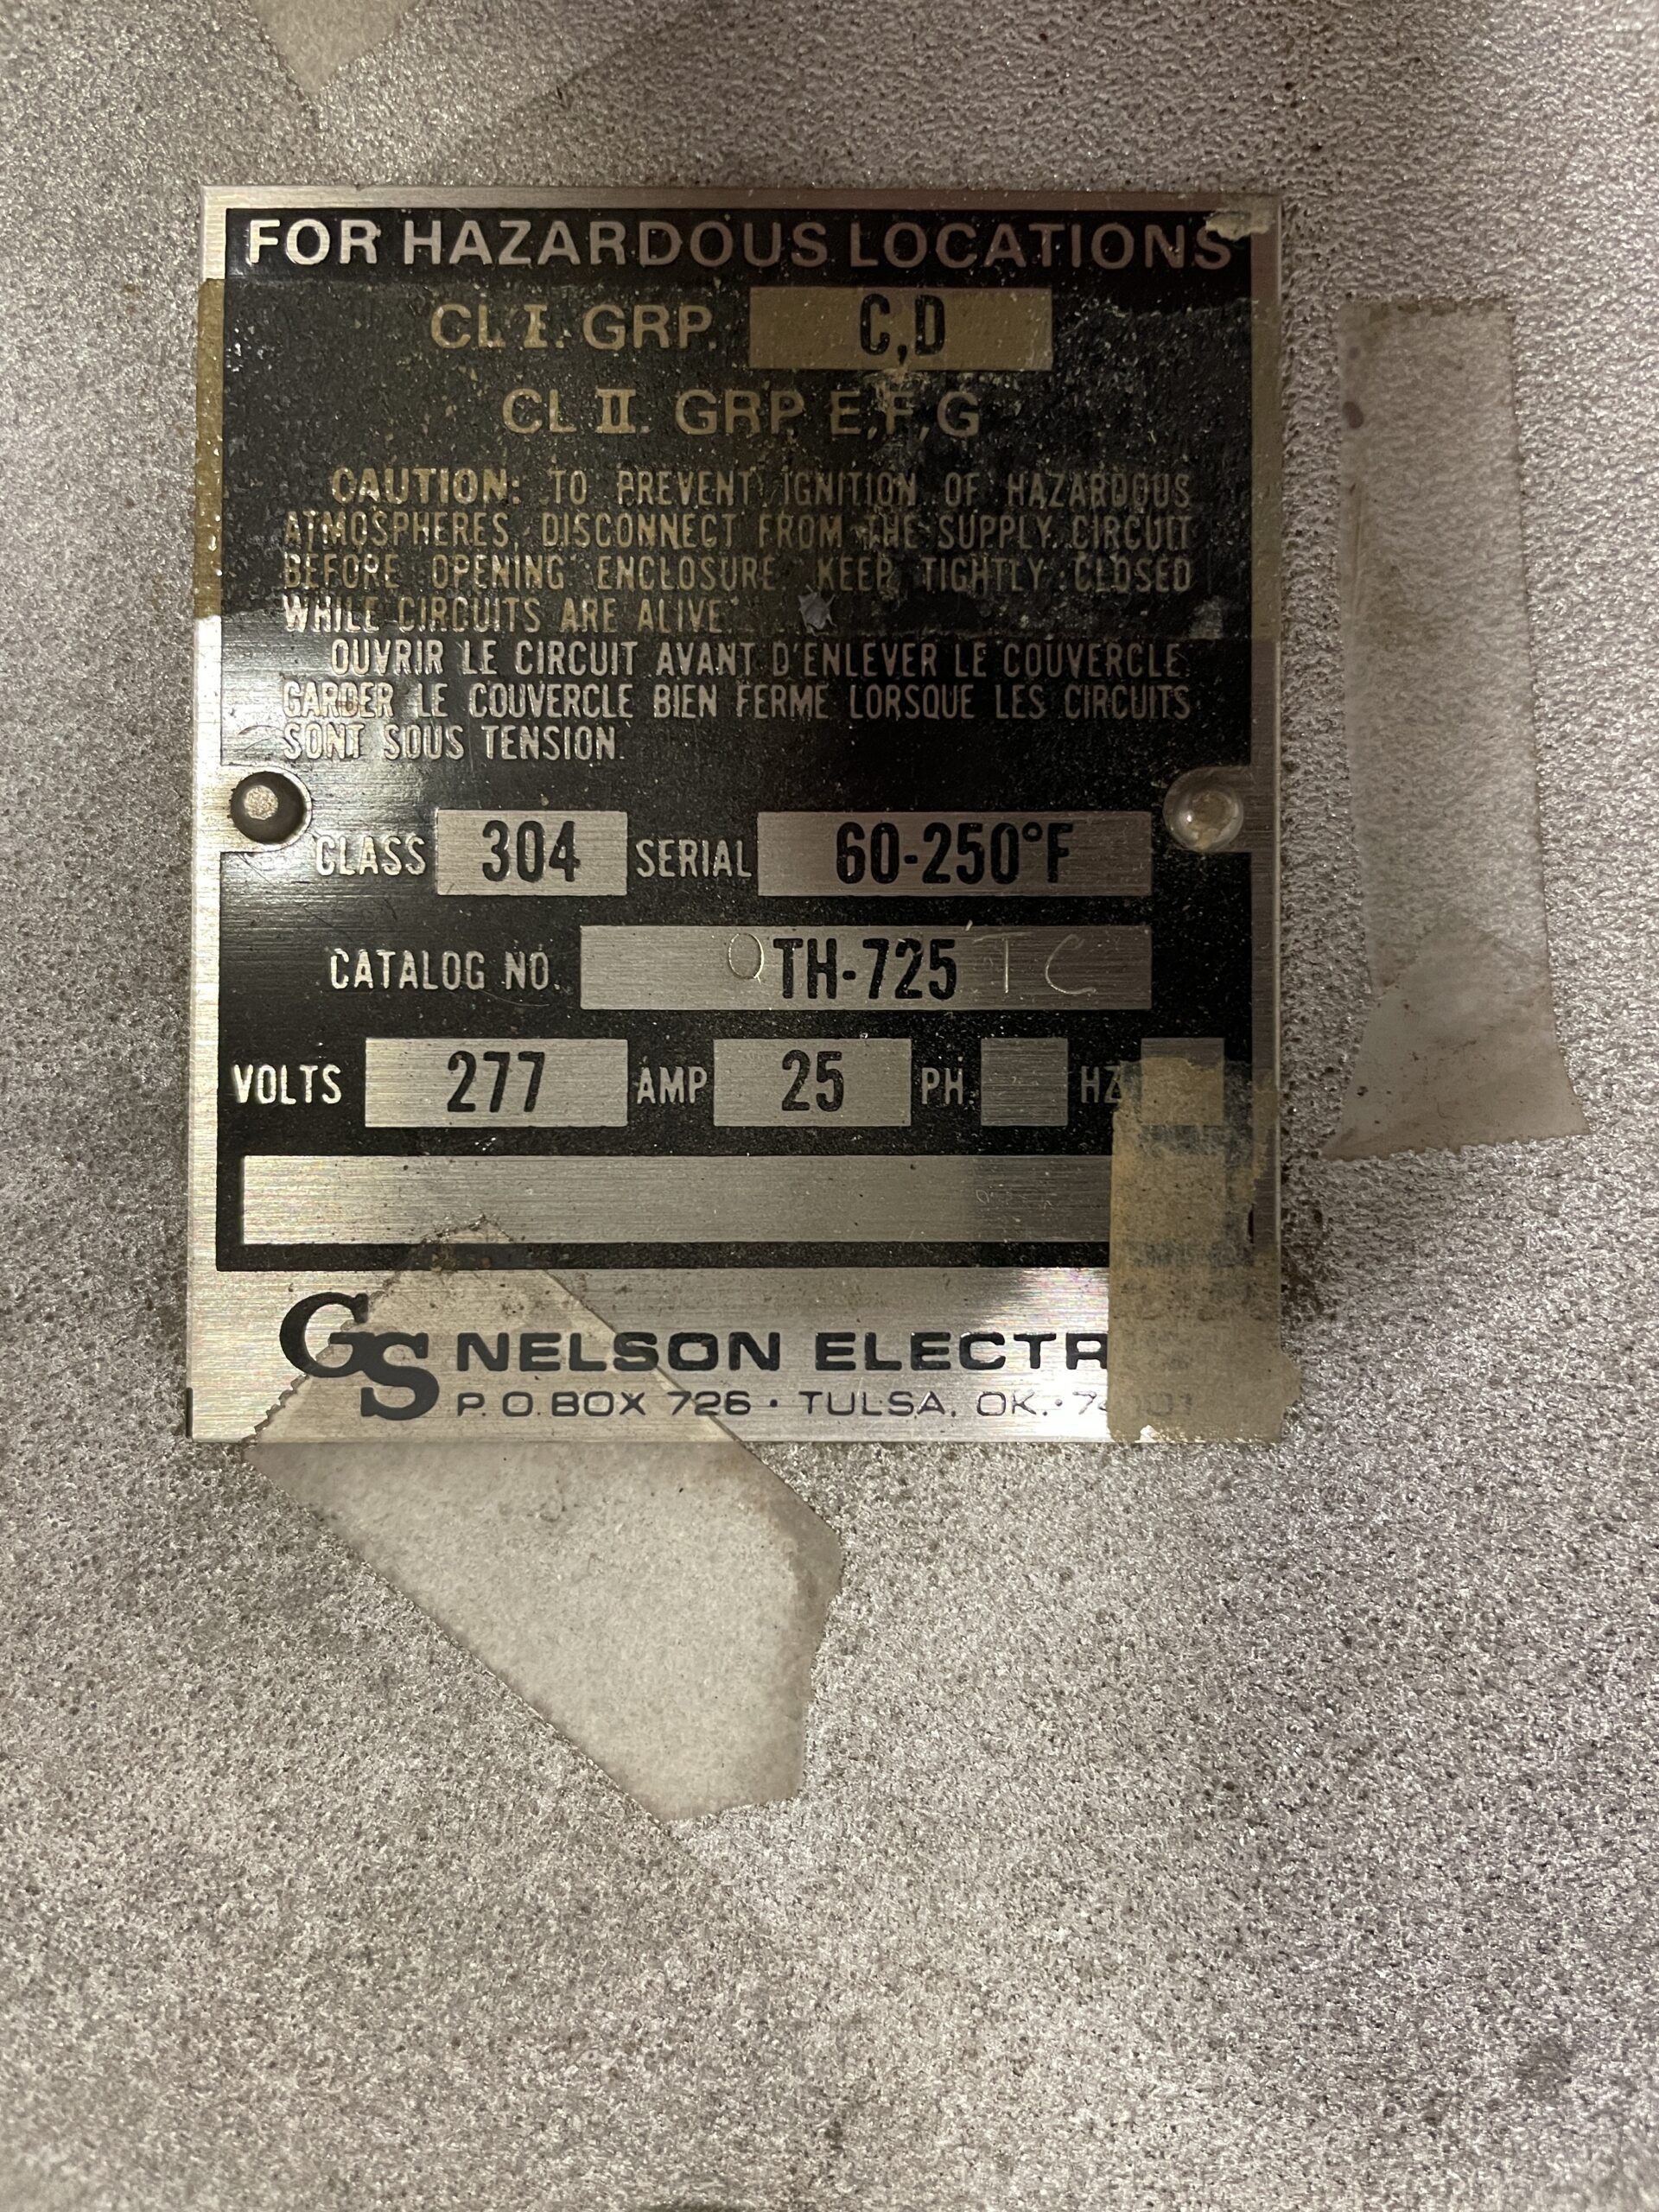 FOR HAZARDOUS LOCATIONS
CL I. GRP. C,D
CL II. GRP. E,F,G
CAUTION: TO PREVENT IGNITION OF HAZARDOUS
ATMOSPHERES, DISCONNECT FROM THE SUPPLY CIRCUIT
BEFORE OPENING ENCLOSURE. KEEP TIGHTLY CLOSED
WHILE CIRCUITS ARE ALIVE.
OUVRIR LE CIRCUIT AVANT D'ENLEVER LE COUVERCLE.
GARDER LE COUVERCLE BIEN FERME LORSQUE LES CIRCUITS
SONT SOUS TENSION.
CLASS 304 SERIAL 60-250°F
CATALOG NO. OTH-725 TC
VOLTS 277 AMP 25 PH. HZ
GS NELSON ELECTR
P.O. BOX 726 • TULSA, OK. •